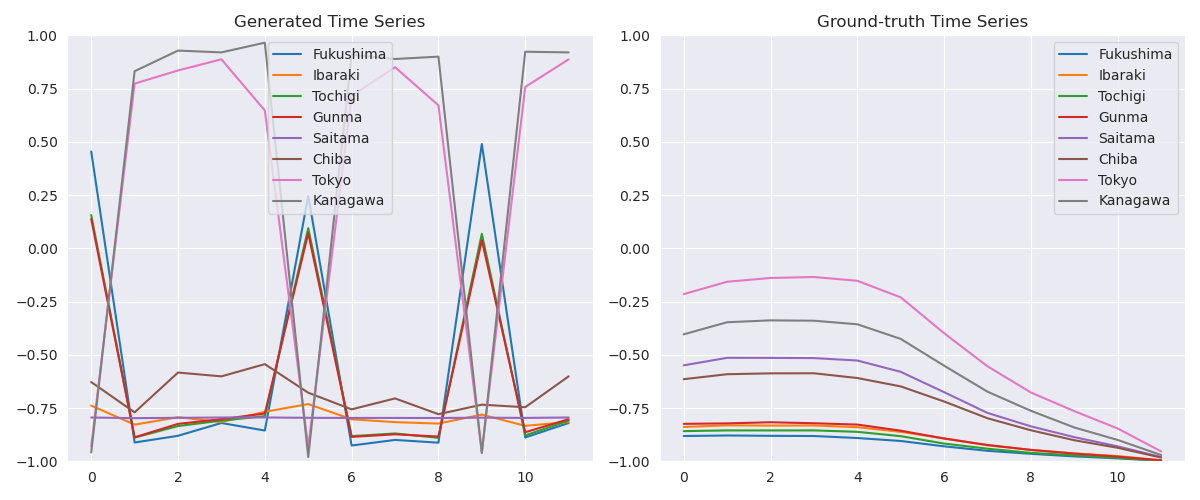 Generated Time Series
1.00
0.75
0.50
0.25
0.00
−0.25
−0.50
−0.75
−1.00
0 2 4 6 8 10
Fukushima
Ibaraki
Tochigi
Gunma
Saitama
Chiba
Tokyo
Kanagawa
Ground-truth Time Series
1.00
0.75
0.50
0.25
0.00
−0.25
−0.50
−0.75
−1.00
0 2 4 6 8 10
Fukushima
Ibaraki
Tochigi
Gunma
Saitama
Chiba
Tokyo
Kanagawa